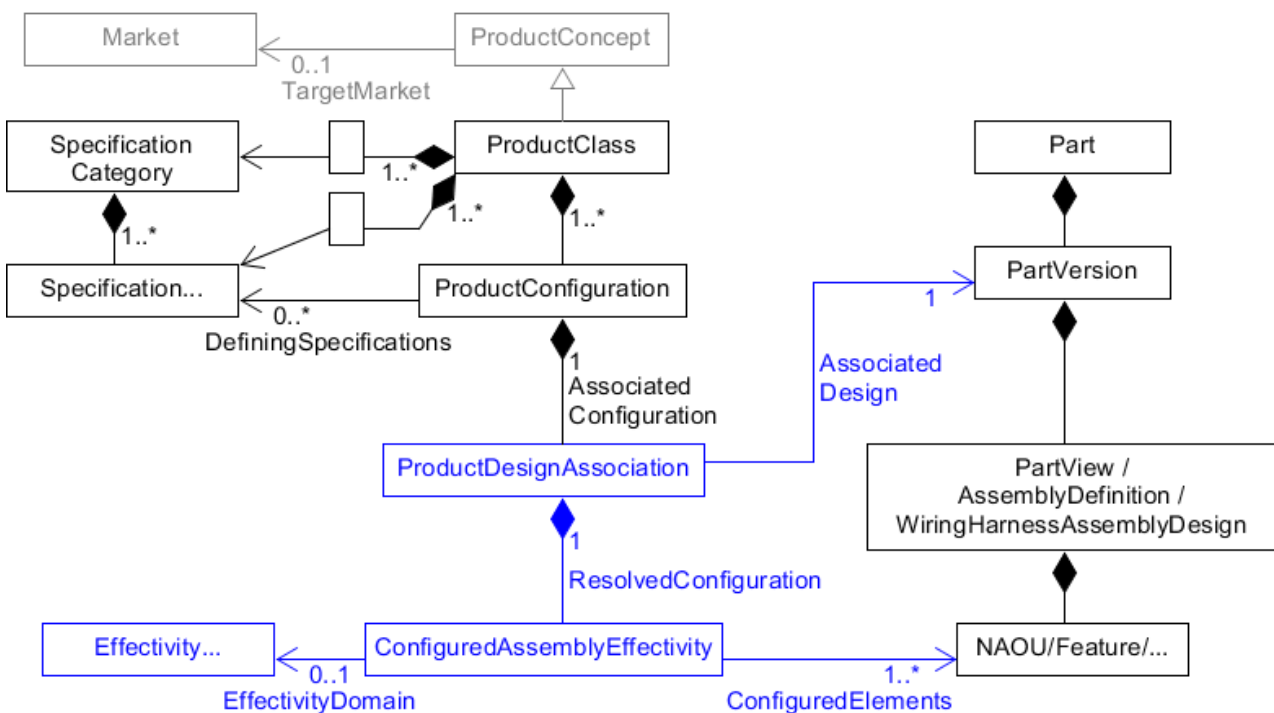 Market
ProductConcept
0..1
TargetMarket
Specification
Category
ProductClass
Part
1..*
1..*
1..*
1..*
Specification...
ProductConfiguration
PartVersion
0..*
1
DefiningSpecifications
1
Associated
Configuration
Associated
Design
ProductDesignAssociation
PartView /
AssemblyDefinition /
WiringHarnessAssemblyDesign
1
ResolvedConfiguration
Effectivity...
ConfiguredAssemblyEffectivity
NAOU/Feature/...
0..1
1..*
EffectivityDomain
ConfiguredElements